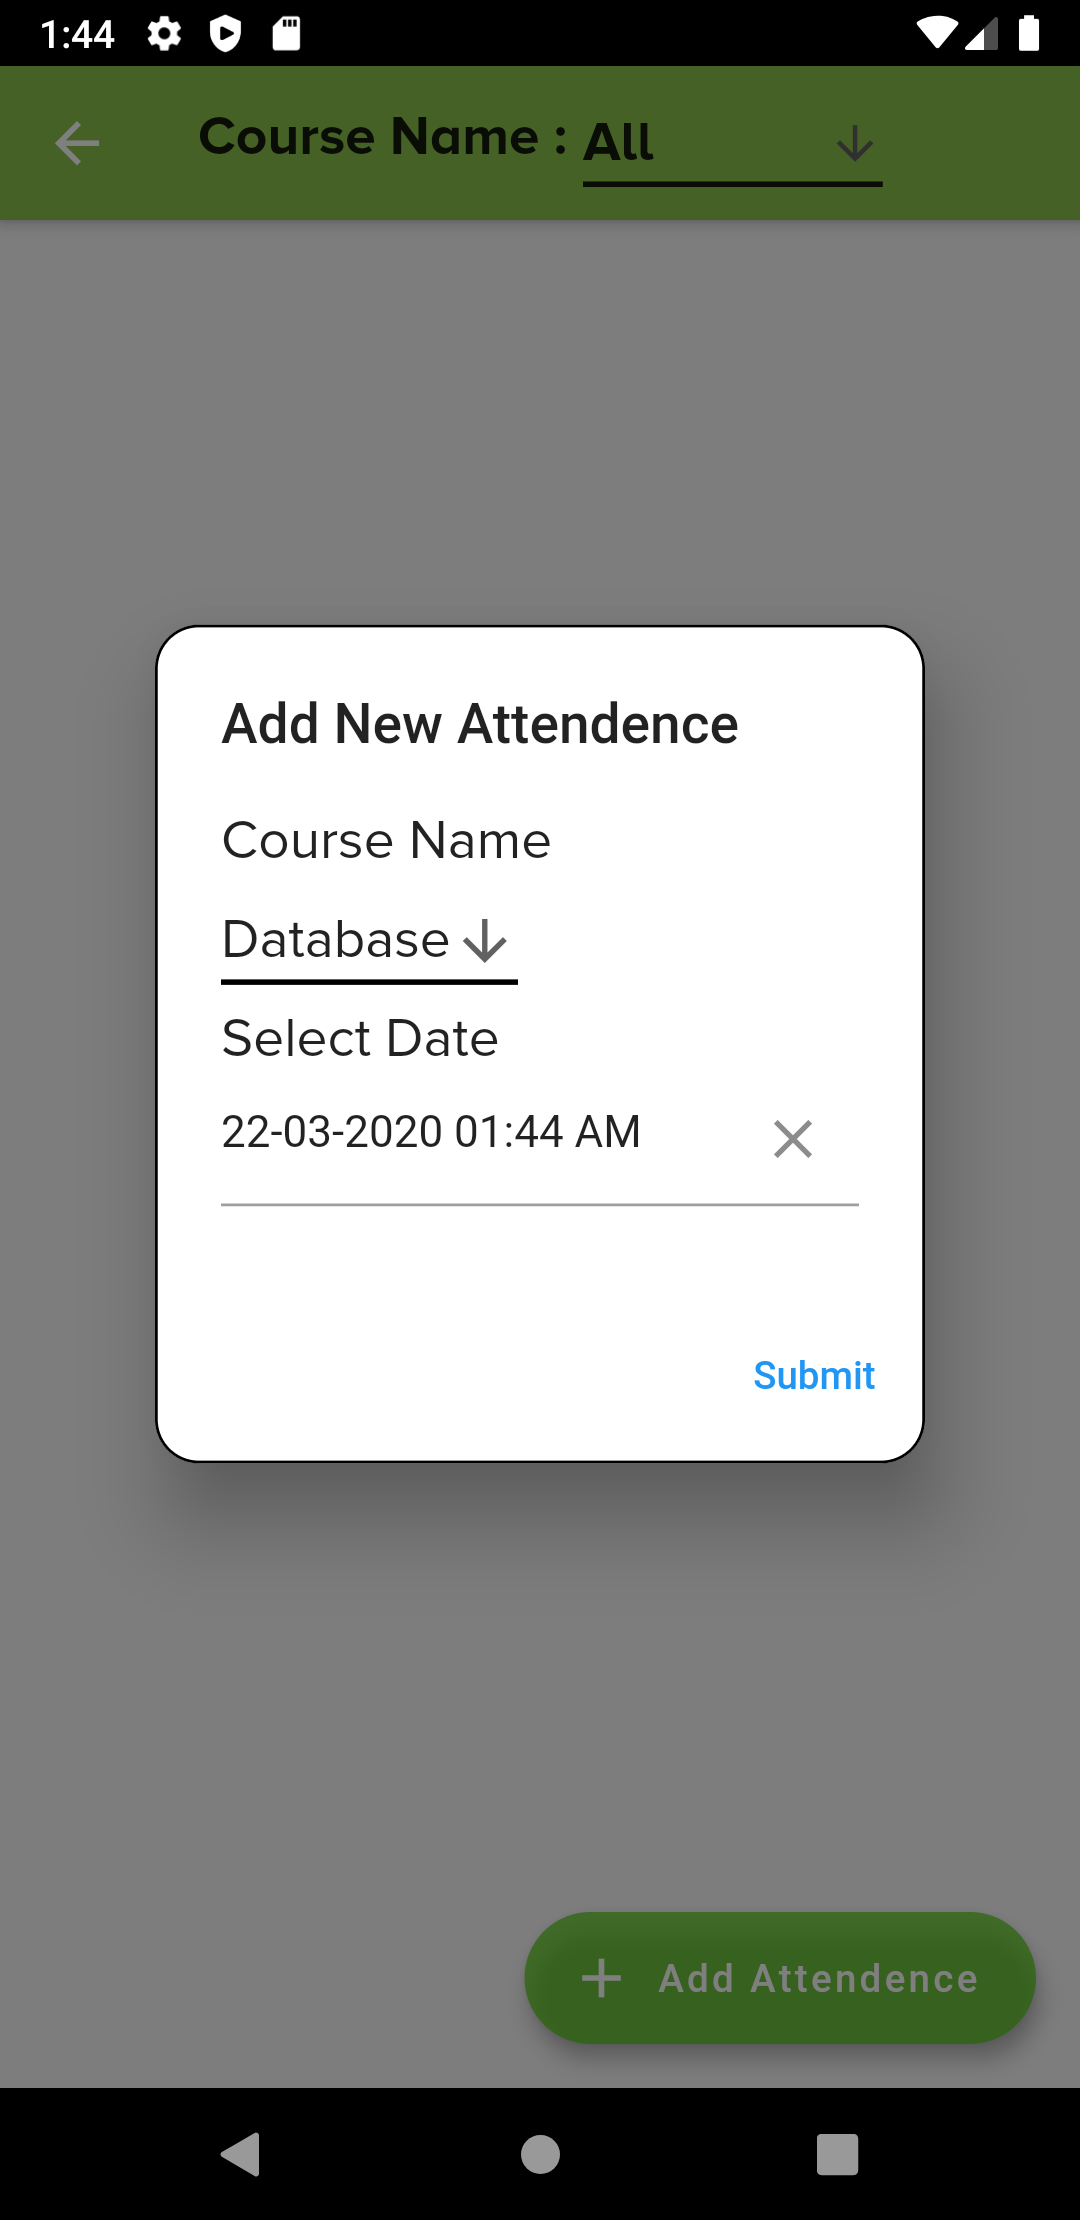 1:44
Course Name : All
Add New Attendence
Course Name
Database
Select Date
22-03-2020 01:44 AM
Submit
Add Attendence